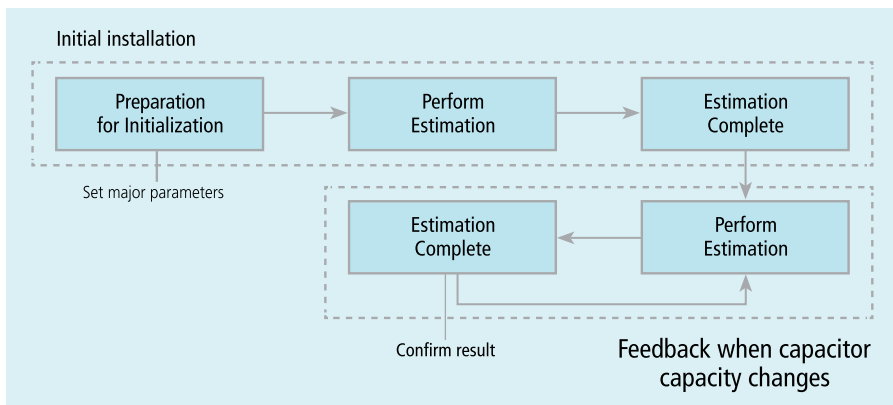 Initial installation
Preparation
for Initialization
Perform
Estimation
Estimation
Complete
Set major parameters
Estimation
Complete
Perform
Estimation
Confirm result
Feedback when capacitor
capacity changes